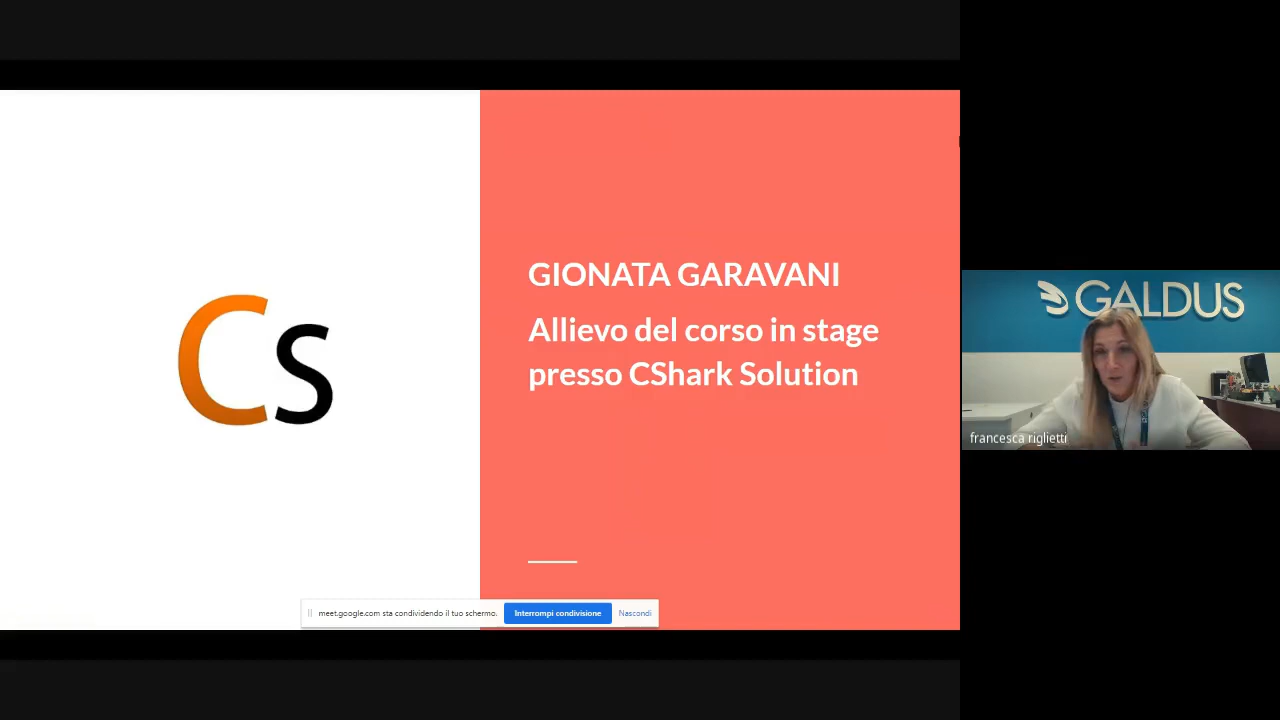 Cs
GIONATA GARAVANI
Allievo del corso in stage
presso CShark Solution
GALDUS
francesca riglietti
meet.google.com sta condividendo il tuo schermo.
Interrompi condivisione
Nascondi